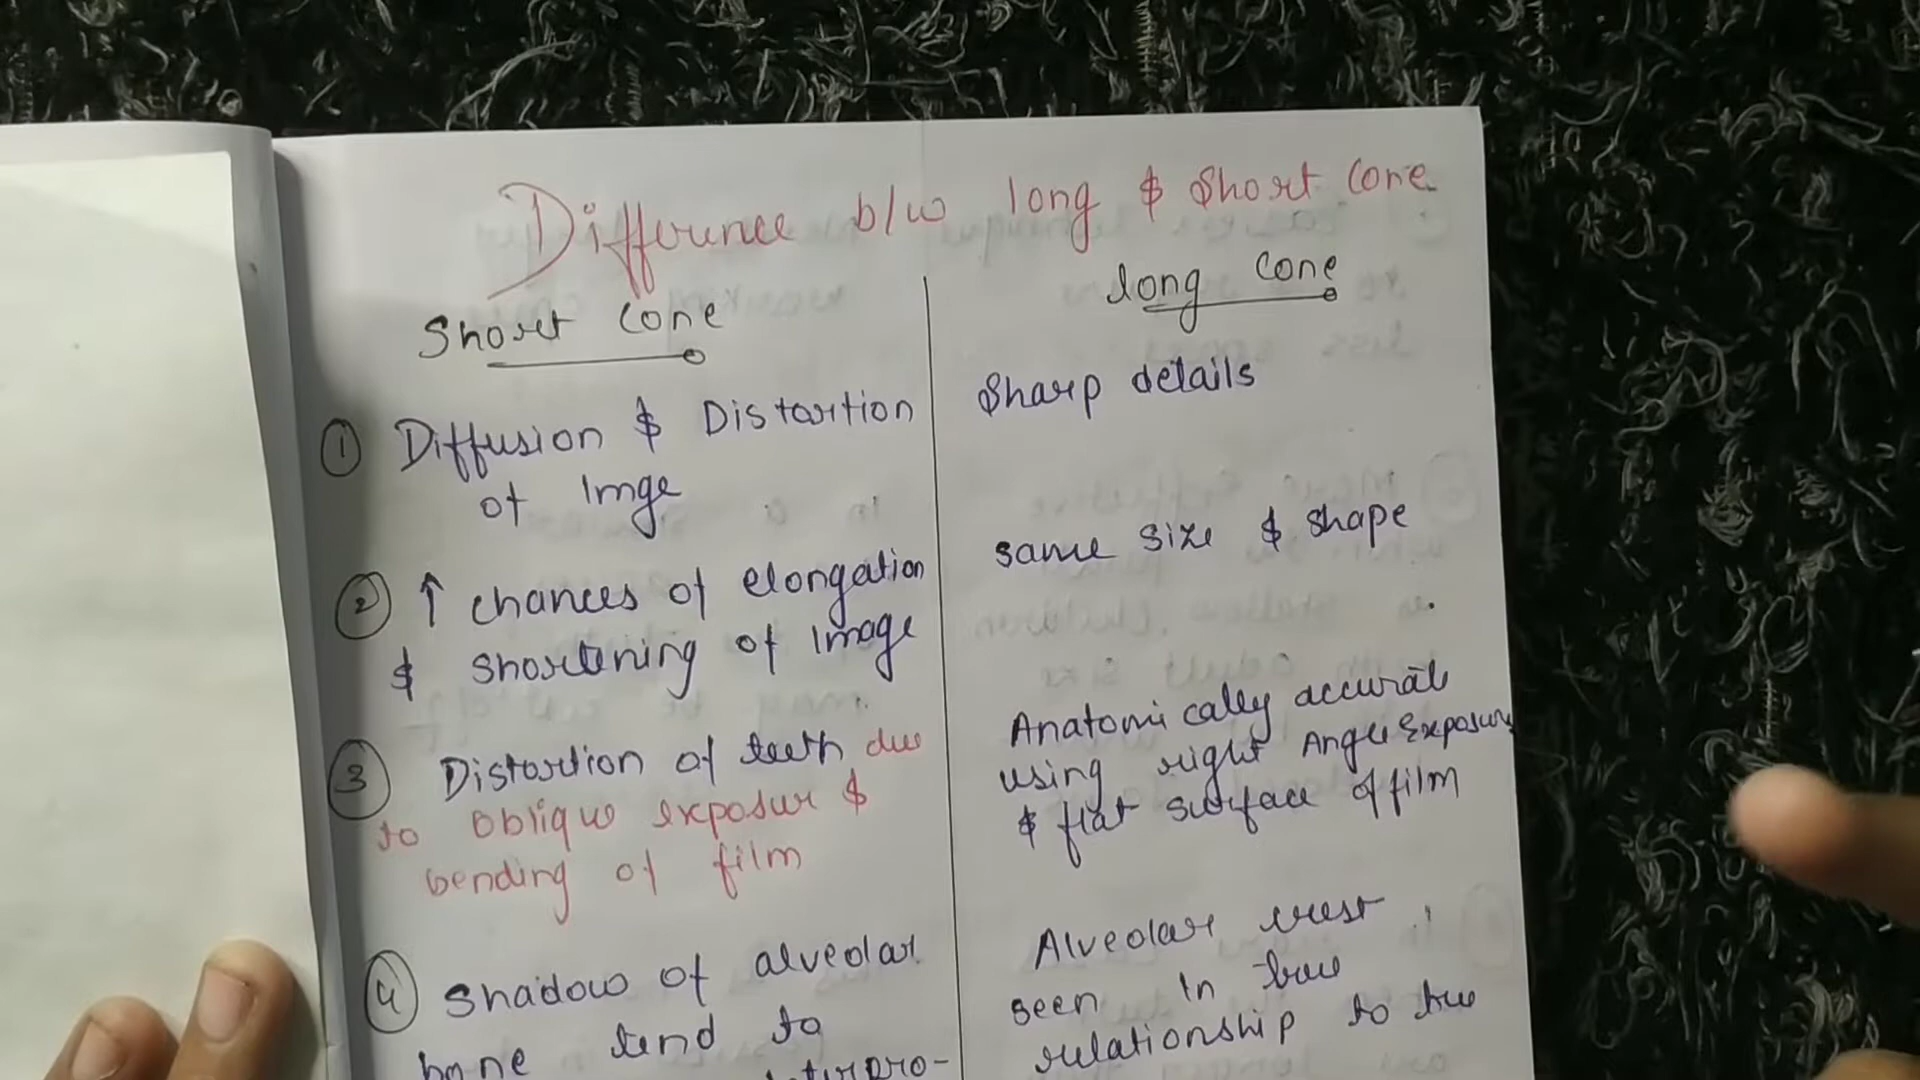 Difference b/w long & Short Cone
Short Cone
① Diffusion & Distortion
of Imge
② ↑ chances of elongation
& shortening of Image
③ Distortion of teeth due
to oblique exposur &
bending of film
④ Shadow of alveolar
bone tend to
long cone
Sharp details
same size & shape
Anatomi caley accurate
using right Angle Exposure
& flat surface of film
Alveolar crest
seen in true
relationship to